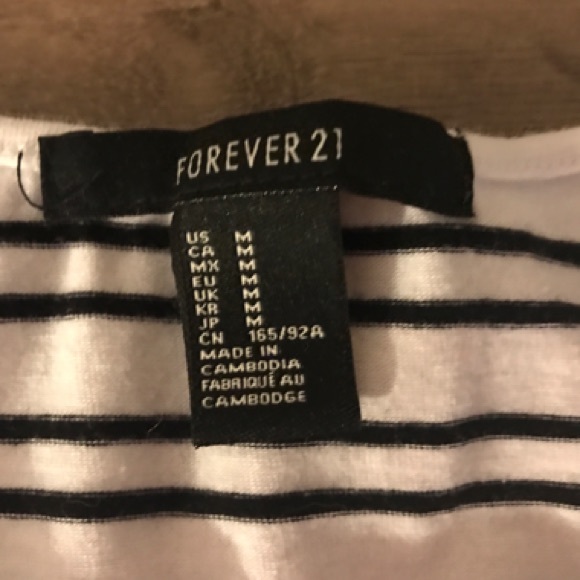 FOREVER 21
US M
CA M
MX M
EU M
UK M
KR M
JP M
CN 165/92A
MADE IN
CAMBODIA
FABRIQUÉ AU
CAMBODGE